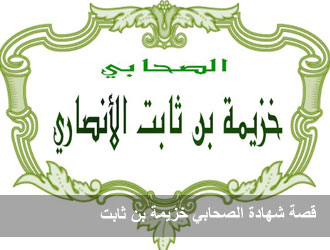 الصحابي
خزيمة بن ثابت الأنصاري
قصة شهادة الصحابي خزيمة بن ثابت